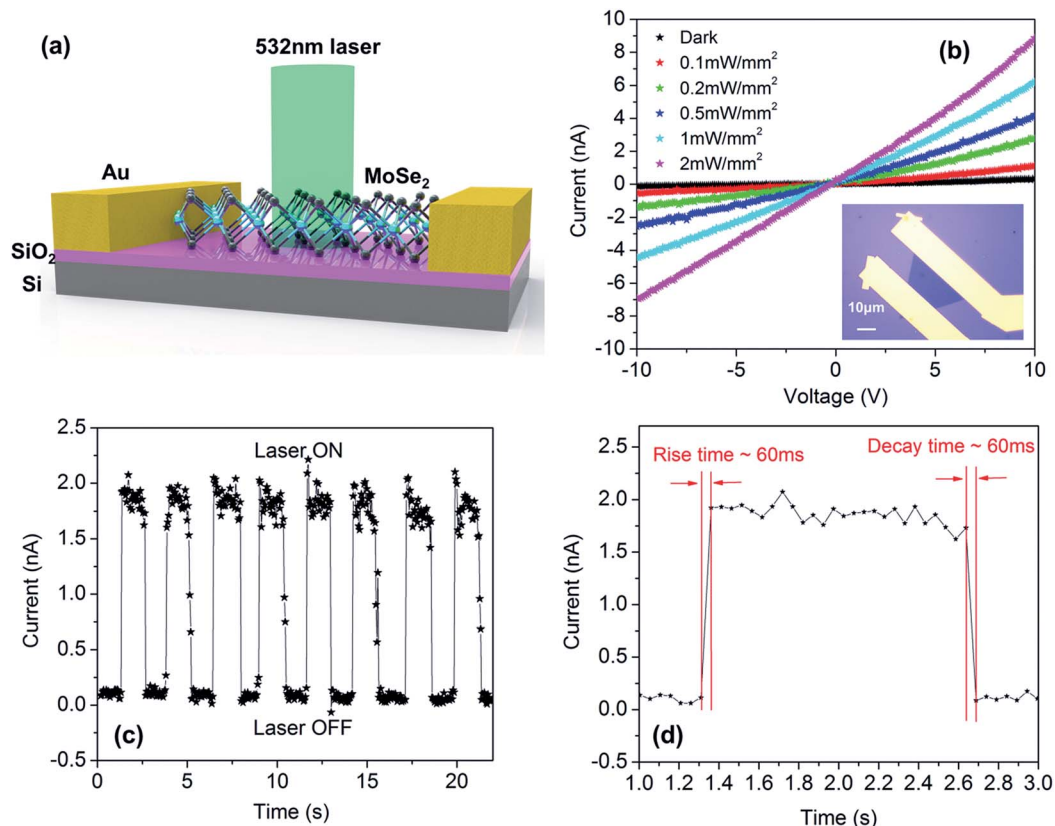 (a)
532nm laser
Au
MoSe₂
SiO₂
Si
(b)
Dark
0.1mW/mm²
0.2mW/mm²
0.5mW/mm²
1mW/mm²
2mW/mm²
Current (nA)
10
8
6
4
2
0
-2
-4
-6
-8
-10
10μm
-10
-5
0
5
10
Voltage (V)
(c)
Laser ON
Laser OFF
Current (nA)
2.5
2.0
1.5
1.0
0.5
0.0
-0.5
0
5
10
15
20
Time (s)
(d)
Rise time ~ 60ms
Decay time ~ 60ms
Current (nA)
2.5
2.0
1.5
1.0
0.5
0.0
-0.5
1.0 1.2 1.4 1.6 1.8 2.0 2.2 2.4 2.6 2.8 3.0
Time (s)